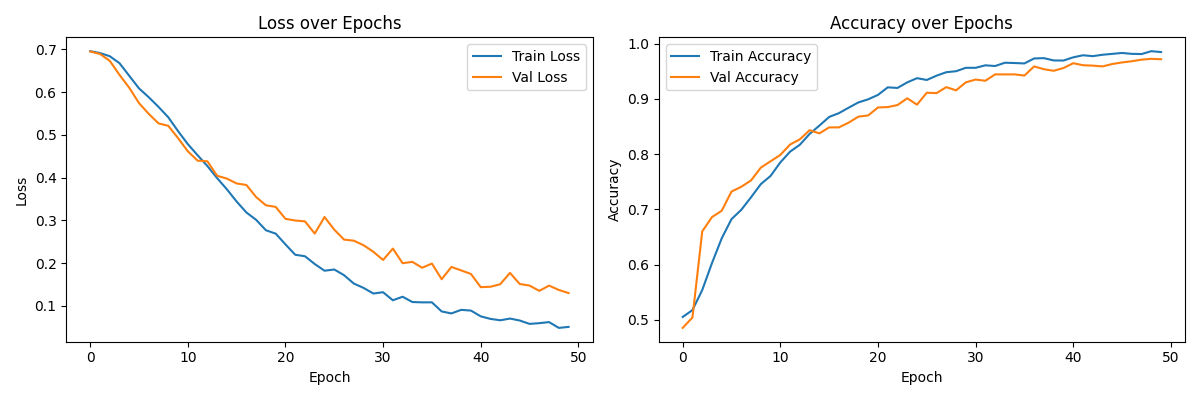 Loss over Epochs
Train Loss
Val Loss
0.7
0.6
0.5
0.4
0.3
0.2
0.1
Loss
0 10 20 30 40 50
Epoch
Accuracy over Epochs
Train Accuracy
Val Accuracy
1.0
0.9
0.8
0.7
0.6
0.5
Accuracy
0 10 20 30 40 50
Epoch